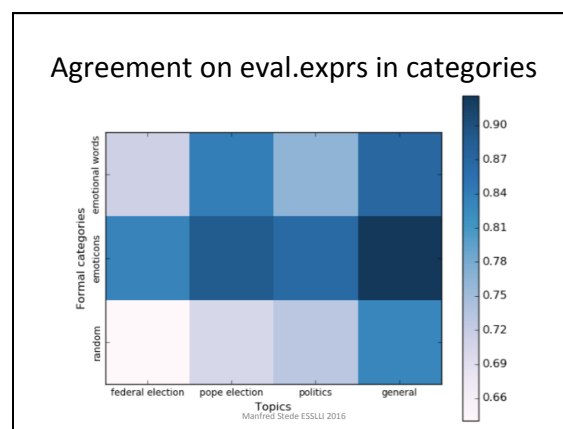 Agreement on eval.exprs in categories
Formal categories
emotional words
emoticons
random
federal election
pope election
politics
general
Topics
Manfred Stede ESSLLI 2016
0.90
0.87
0.84
0.81
0.78
0.75
0.72
0.69
0.66